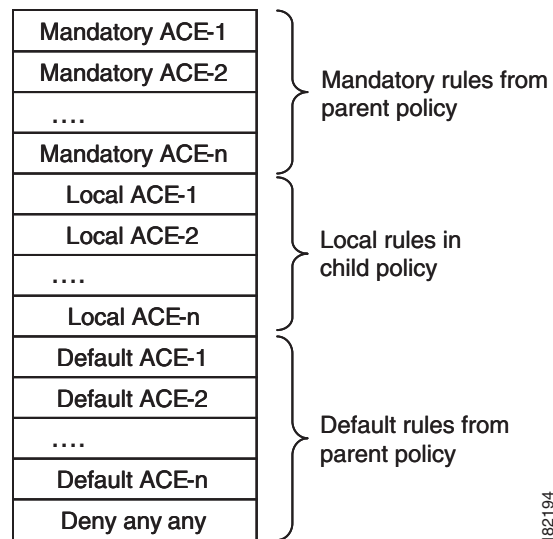 Mandatory ACE-1
Mandatory ACE-2
....
Mandatory ACE-n
Local ACE-1
Local ACE-2
....
Local ACE-n
Default ACE-1
Default ACE-2
....
Default ACE-n
Deny any any
Mandatory rules from
parent policy
Local rules in
child policy
Default rules from
parent policy
182194